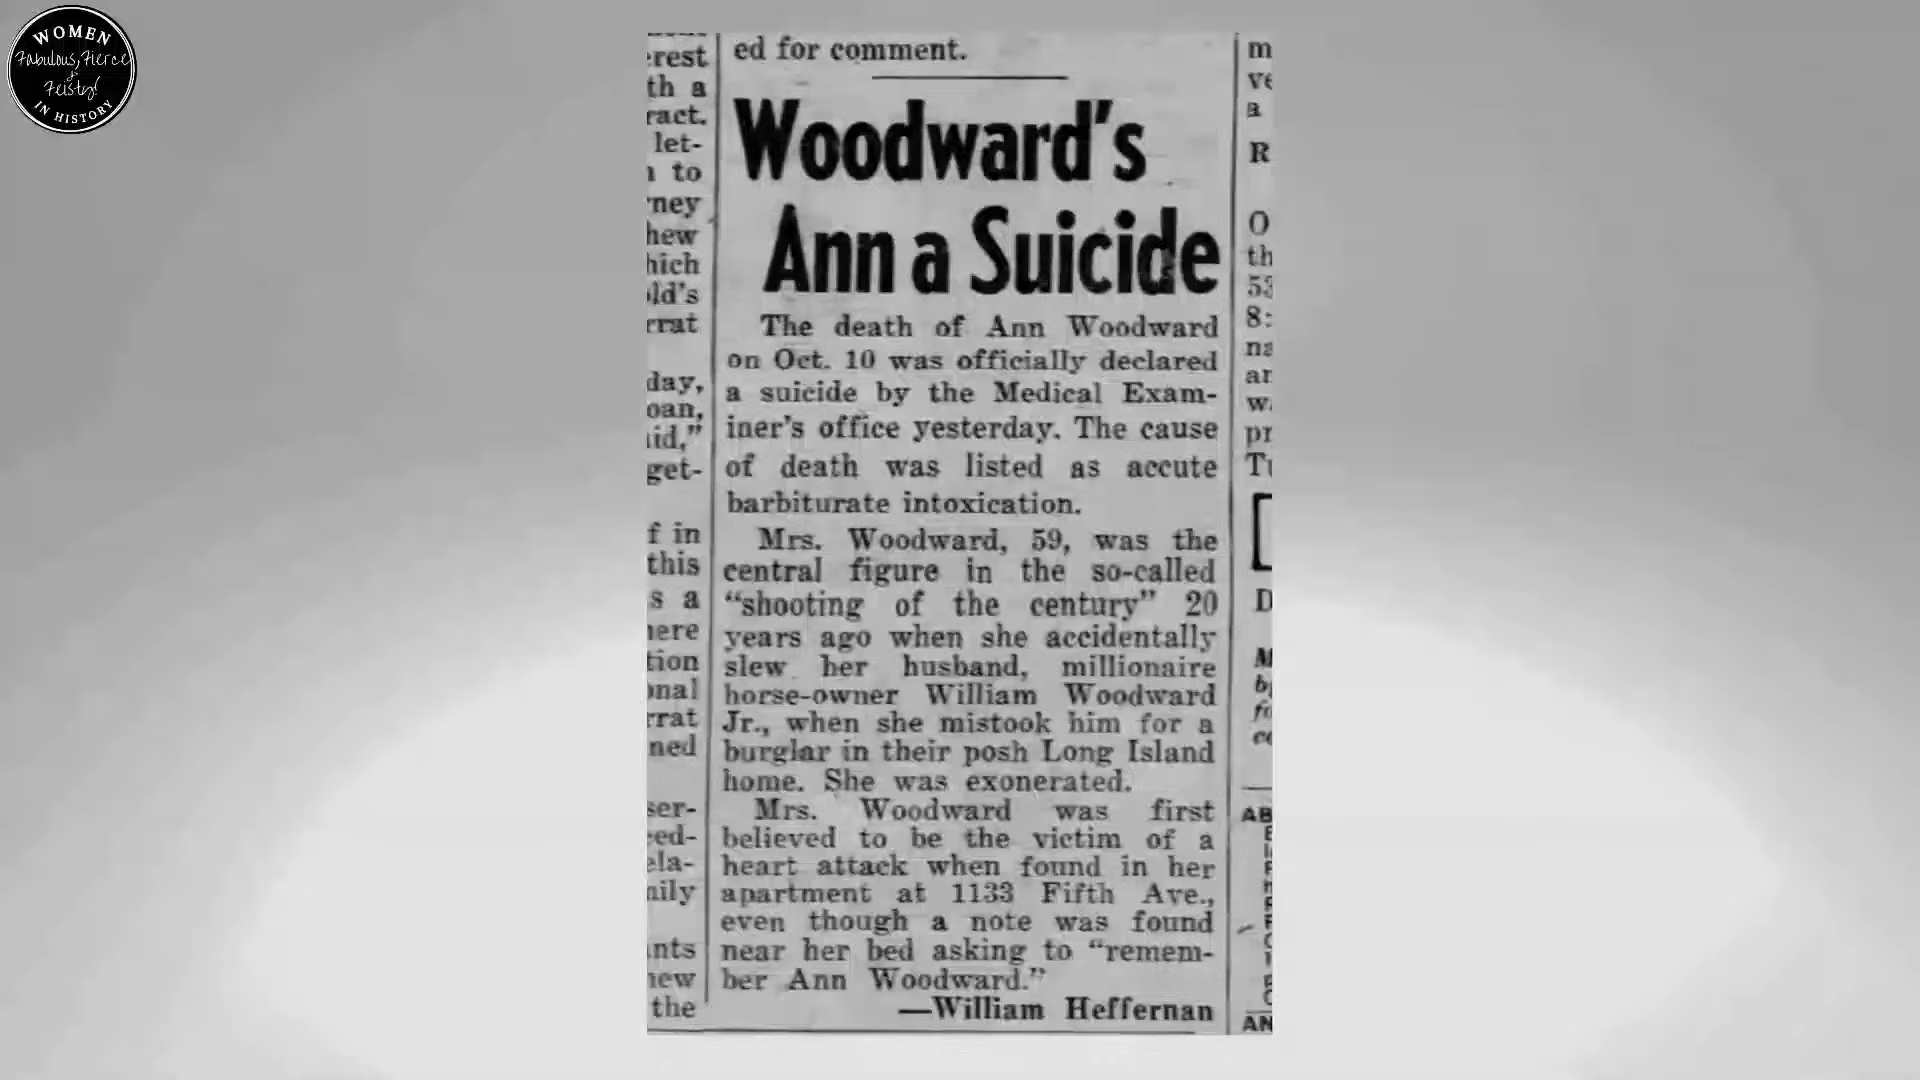 WOMEN
Fabulous, Fierce
&
Feisty!
IN HISTORY
ed for comment.
Woodward's
Ann a Suicide
The death of Ann Woodward
on Oct. 10 was officially declared
a suicide by the Medical Exam-
iner's office yesterday. The cause
of death was listed as accute
barbiturate intoxication.
Mrs. Woodward, 59, was the
central figure in the so-called
"shooting of the century" 20
years ago when she accidentally
slew her husband, millionaire
horse-owner William Woodward
Jr., when she mistook him for a
burglar in their posh Long Island
home. She was exonerated.
Mrs. Woodward was first
believed to be the victim of a
heart attack when found in her
apartment at 1133 Fifth Ave.,
even though a note was found
near her bed asking to "remem-
ber Ann Woodward."
—William Heffernan